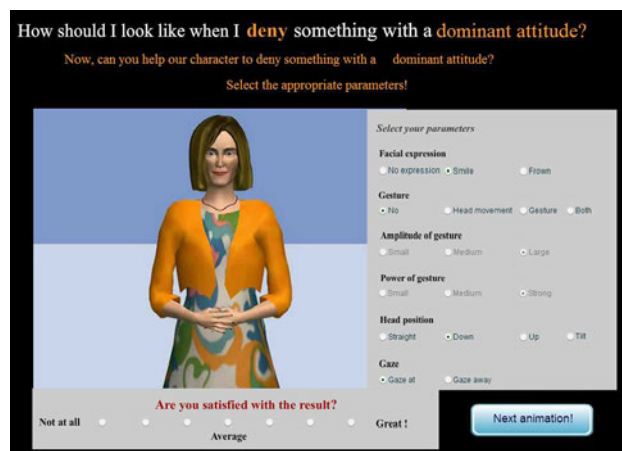 How should I look like when I deny something with a dominant attitude?
Now, can you help our character to deny something with a dominant attitude?
Select the appropriate parameters!
Select your parameters
Facial expression
No expression Smile Frown
Gesture
No Head movement Gesture Both
Amplitude of gesture
Small Medium Large
Power of gesture
Small Medium Strong
Head position
Straight Down Up Tilt
Gaze
Gaze at Gaze away
Are you satisfied with the result?
Not at all Great !
Average
Next animation!